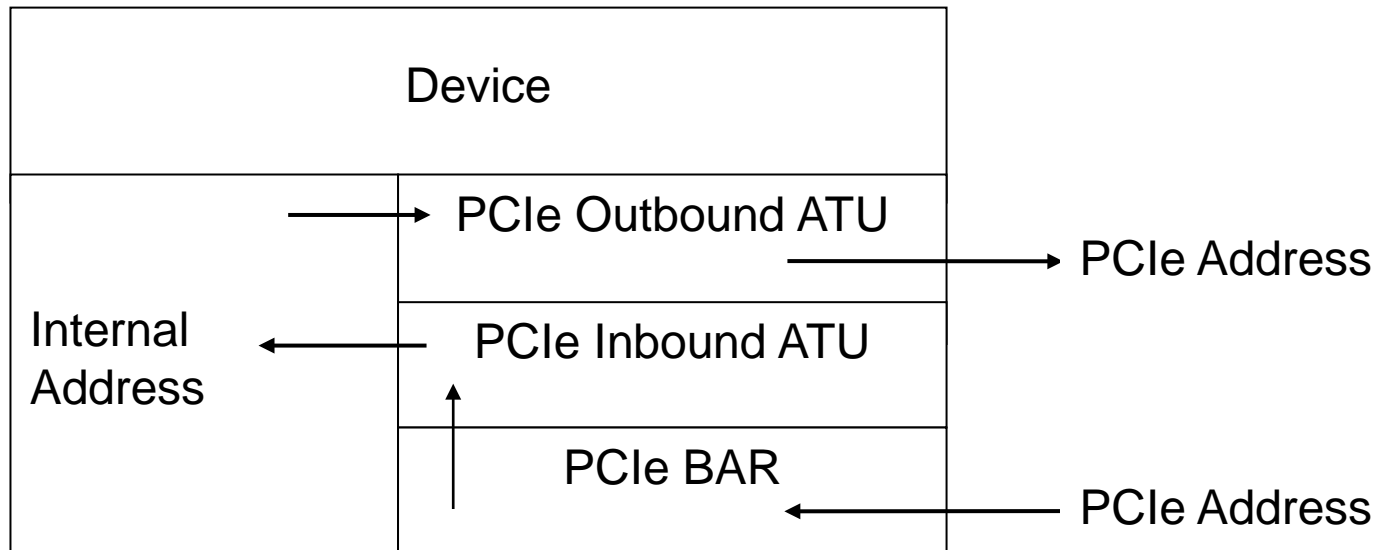 Device
PCIe Outbound ATU
PCIe Address
Internal
Address
PCIe Inbound ATU
PCIe BAR
PCIe Address